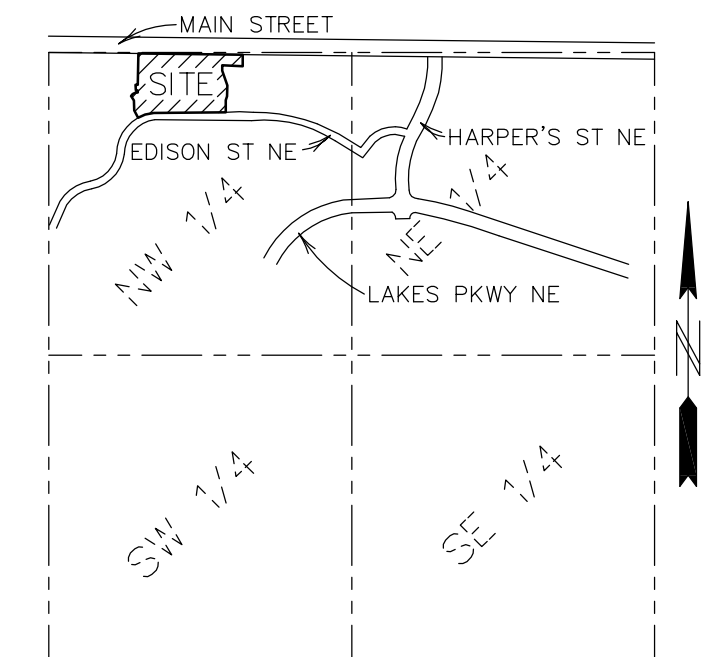 MAIN STREET
SITE
EDISON ST NE
HARPER'S ST NE
NW 1/4
NE 1/4
LAKES PKWY NE
N
SW 1/4
SE 1/4